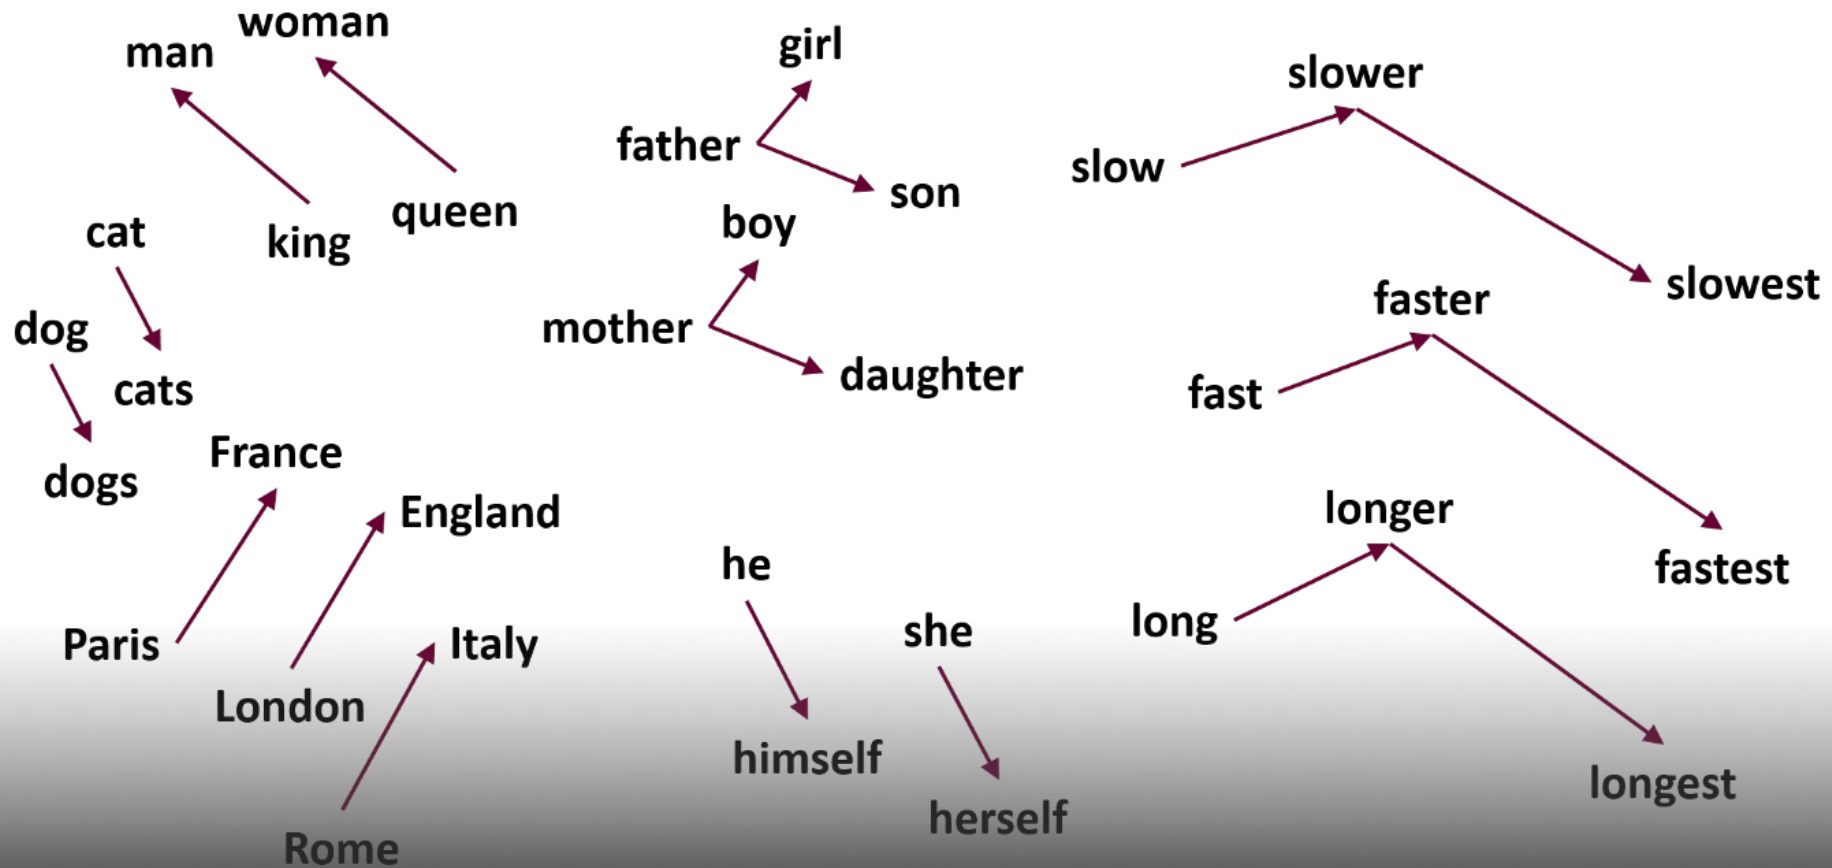 woman
man
king
queen
cat
cats
dog
dogs
France
England
Paris
London
Italy
Rome
girl
father
son
boy
mother
daughter
he
himself
she
herself
slower
slow
slowest
faster
fast
fastest
longer
long
longest